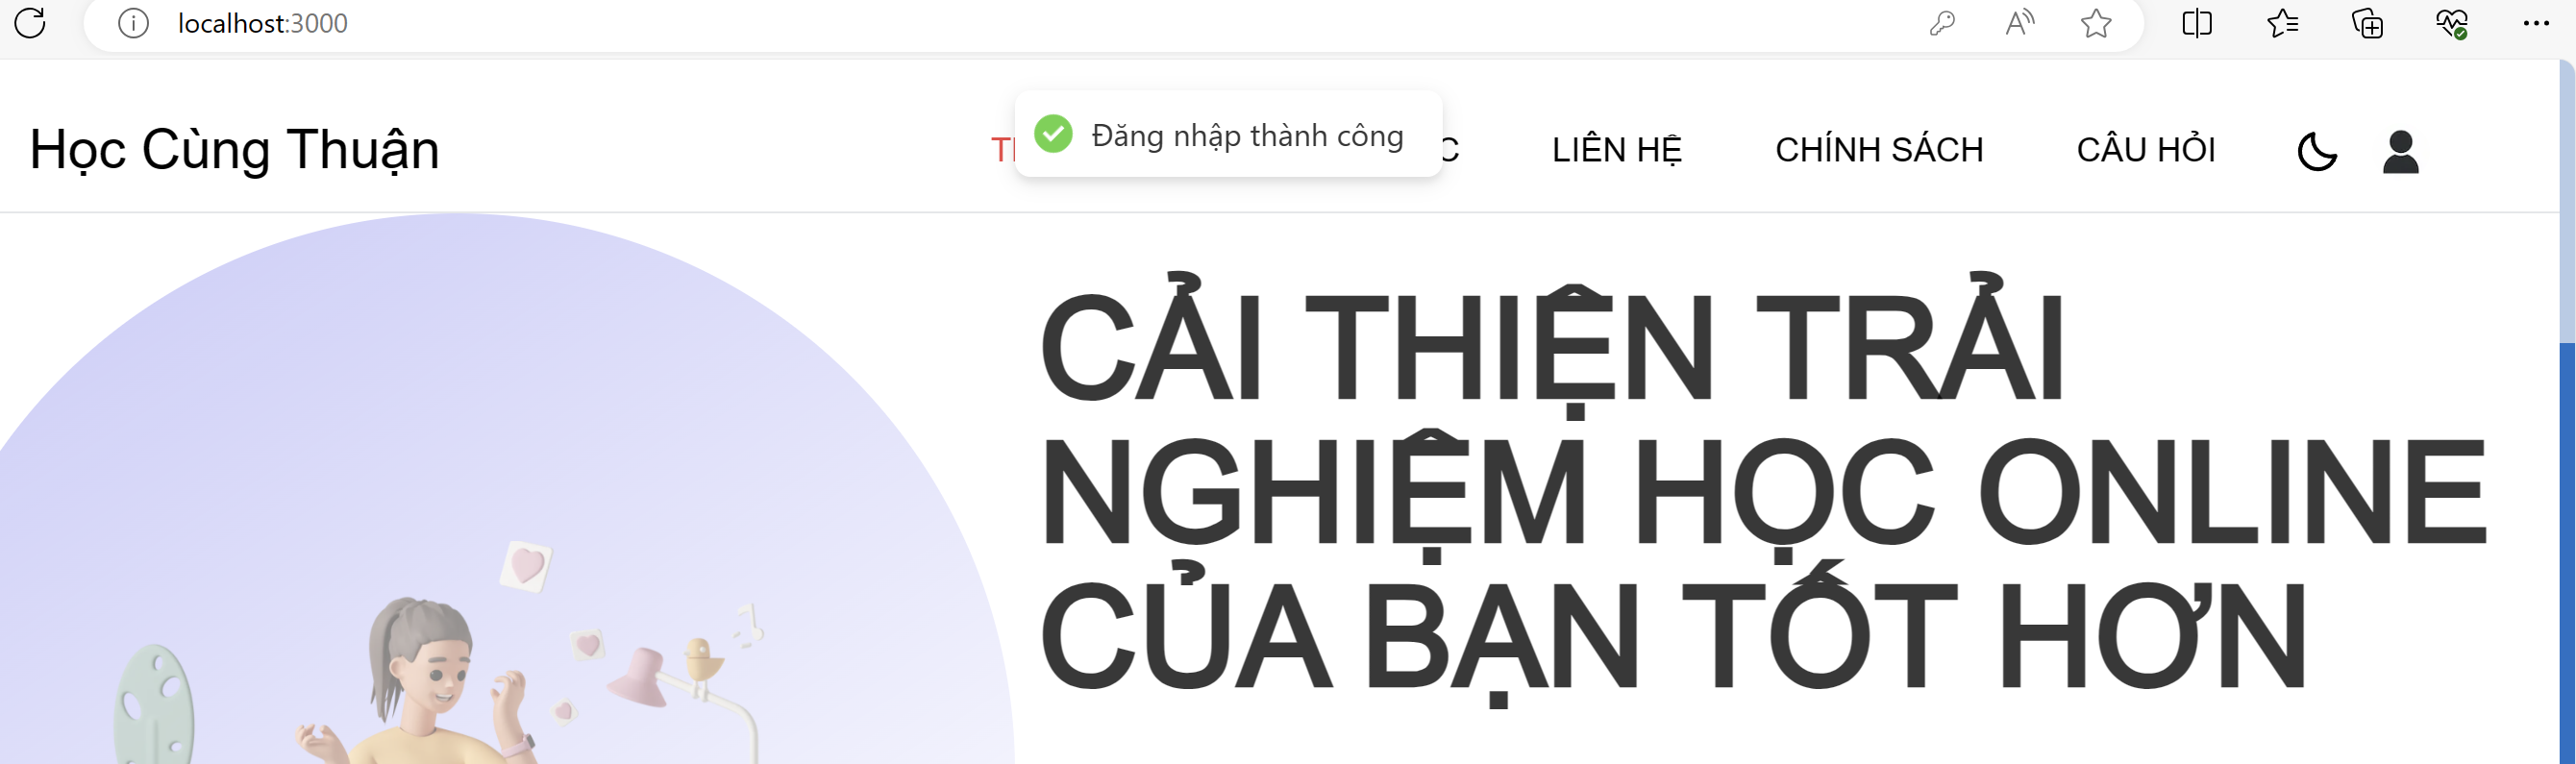 localhost:3000
Học Cùng Thuận
Đăng nhập thành công
LIÊN HỆ
CHÍNH SÁCH
CÂU HỎI
CẢI THIỆN TRẢI
NGHIỆM HỌC ONLINE
CỦA BẠN TỐT HƠN